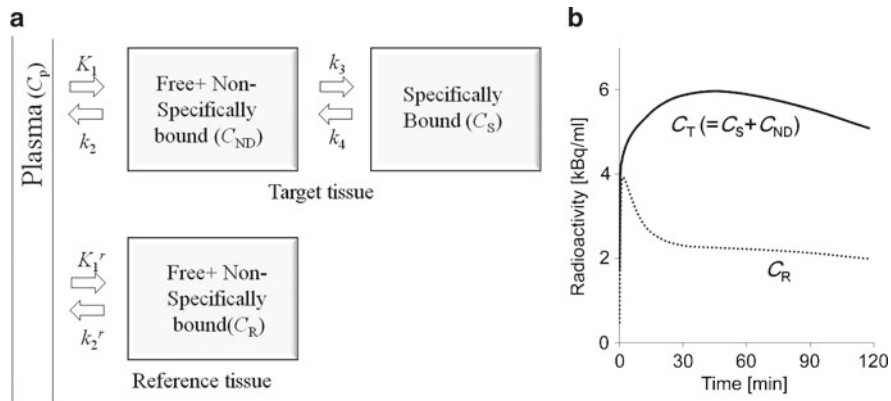 a
Plasma (Cp)
K1
k2
Free+ Non-
Specifically
bound (CND)
k3
k4
Specifically
Bound (CS)
Target tissue
K1r
k2r
Free+ Non-
Specifically
bound(CR)
Reference tissue
b
Radioactivity [kBq/ml]
6
4
2
0
CT (=CS+CND)
CR
0 30 60 90 120
Time [min]